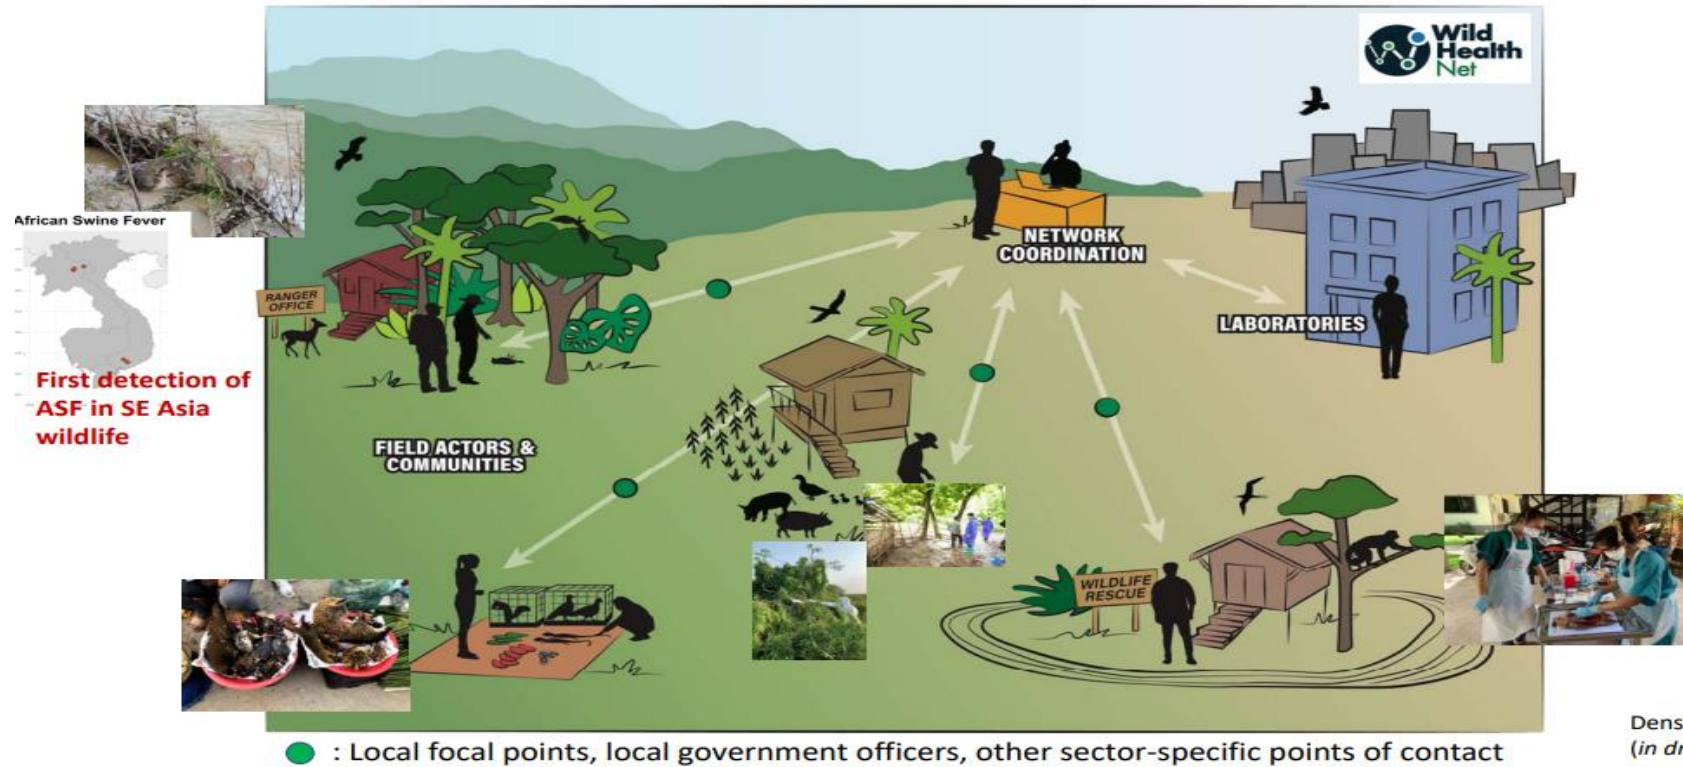 Wild
Health
Net
African Swine Fever
RANGER
OFFICE
NETWORK
COORDINATION
LABORATORIES
First detection of
ASF in SE Asia
wildlife
FIELD ACTORS &
COMMUNITIES
WILDLIFE
RESCUE
: Local focal points, local government officers, other sector-specific points of contact
Dens
(in dr